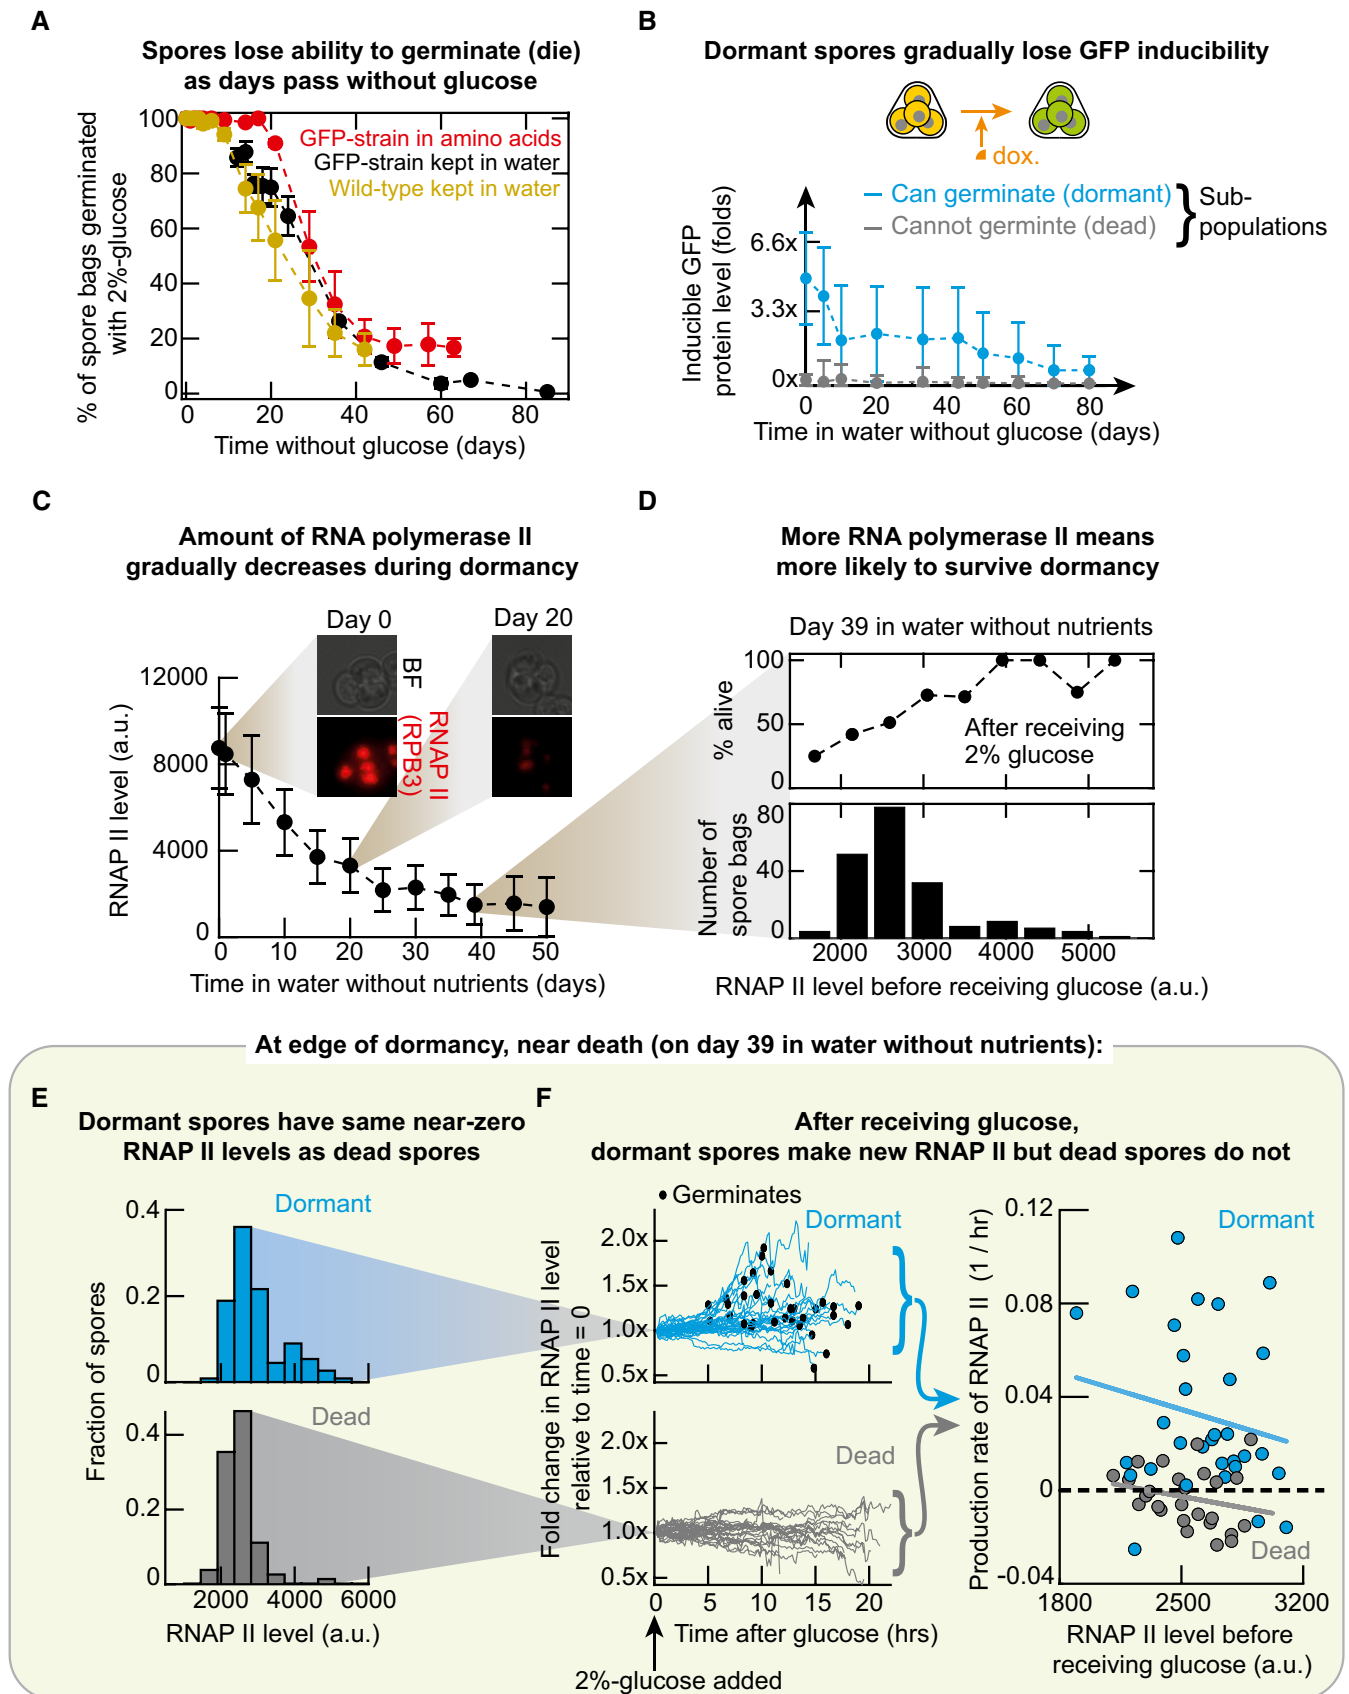 A
Spores lose ability to germinate (die)
as days pass without glucose
% of spore bags germinated
with 2%-glucose
100
80
60
40
20
0
GFP-strain in amino acids
GFP-strain kept in water
Wild-type kept in water
0 20 40 60 80
Time without glucose (days)
B
Dormant spores gradually lose GFP inducibility
dox.
Can germinate (dormant)
Cannot germinte (dead)
} Sub-
populations
Inducible GFP
protein level (folds)
6.6x
3.3x
0x
0 20 40 60 80
Time in water without glucose (days)
C
Amount of RNA polymerase II
gradually decreases during dormancy
Day 0
Day 20
BF
RNAP II
(RPB3)
RNAP II level (a.u.)
12000
8000
4000
0
0 10 20 30 40 50
Time in water without nutrients (days)
D
More RNA polymerase II means
more likely to survive dormancy
Day 39 in water without nutrients
% alive
100
50
0
After receiving
2% glucose
Number of
spore bags
80
40
0
2000 3000 4000 5000
RNAP II level before receiving glucose (a.u.)
At edge of dormancy, near death (on day 39 in water without nutrients):
E
Dormant spores have same near-zero
RNAP II levels as dead spores
Fraction of spores
Dormant
0.4
0.2
0
Dead
0.4
0.2
0
2000 4000 6000
RNAP II level (a.u.)
F
After receiving glucose,
dormant spores make new RNAP II but dead spores do not
Fold change in RNAP II level
relative to time = 0
Germinates
Dormant
2.0x
1.5x
1.0x
0.5x
Dead
2.0x
1.5x
1.0x
0.5x
0 5 10 15 20
Time after glucose (hrs)
2%-glucose added
Production rate of RNAP II (1 / hr)
0.12
0.08
0.04
0
-0.04
Dormant
Dead
1800 2500 3200
RNAP II level before
receiving glucose (a.u.)